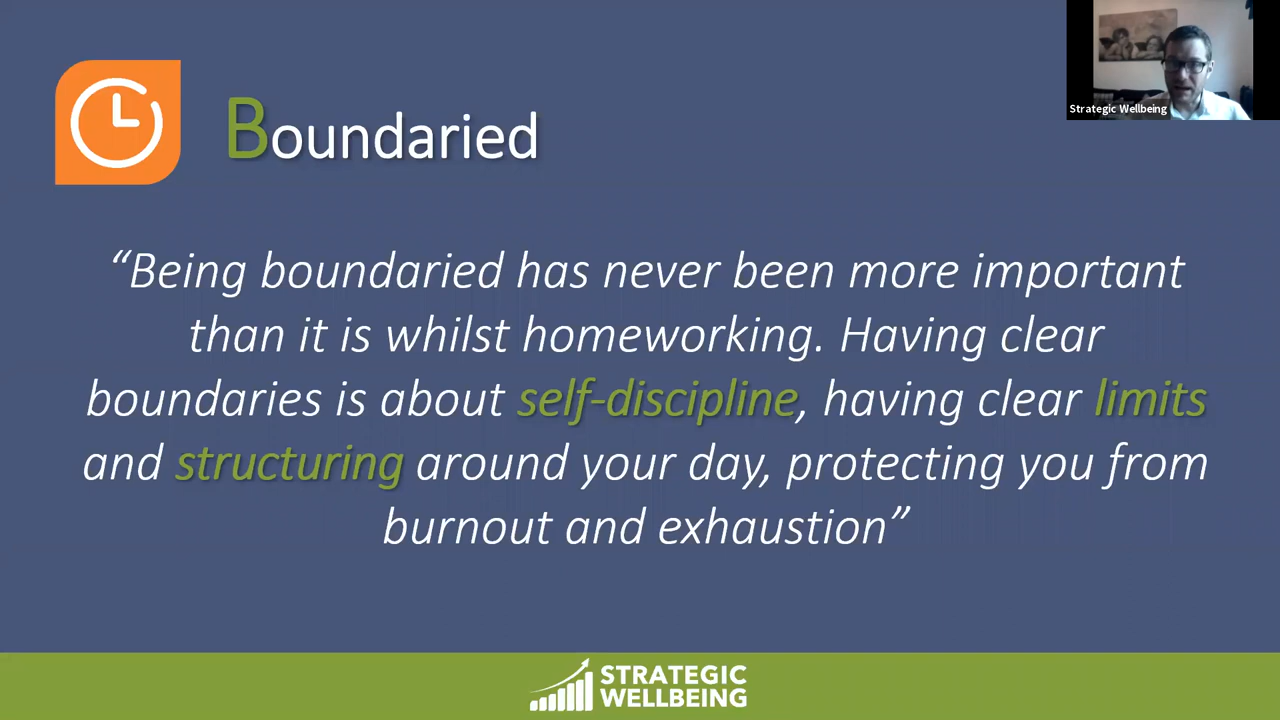 Strategic Wellbeing
Boundaried
“Being boundaried has never been more important
than it is whilst homeworking. Having clear
boundaries is about self-discipline, having clear limits
and structuring around your day, protecting you from
burnout and exhaustion”
STRATEGIC
WELLBEING